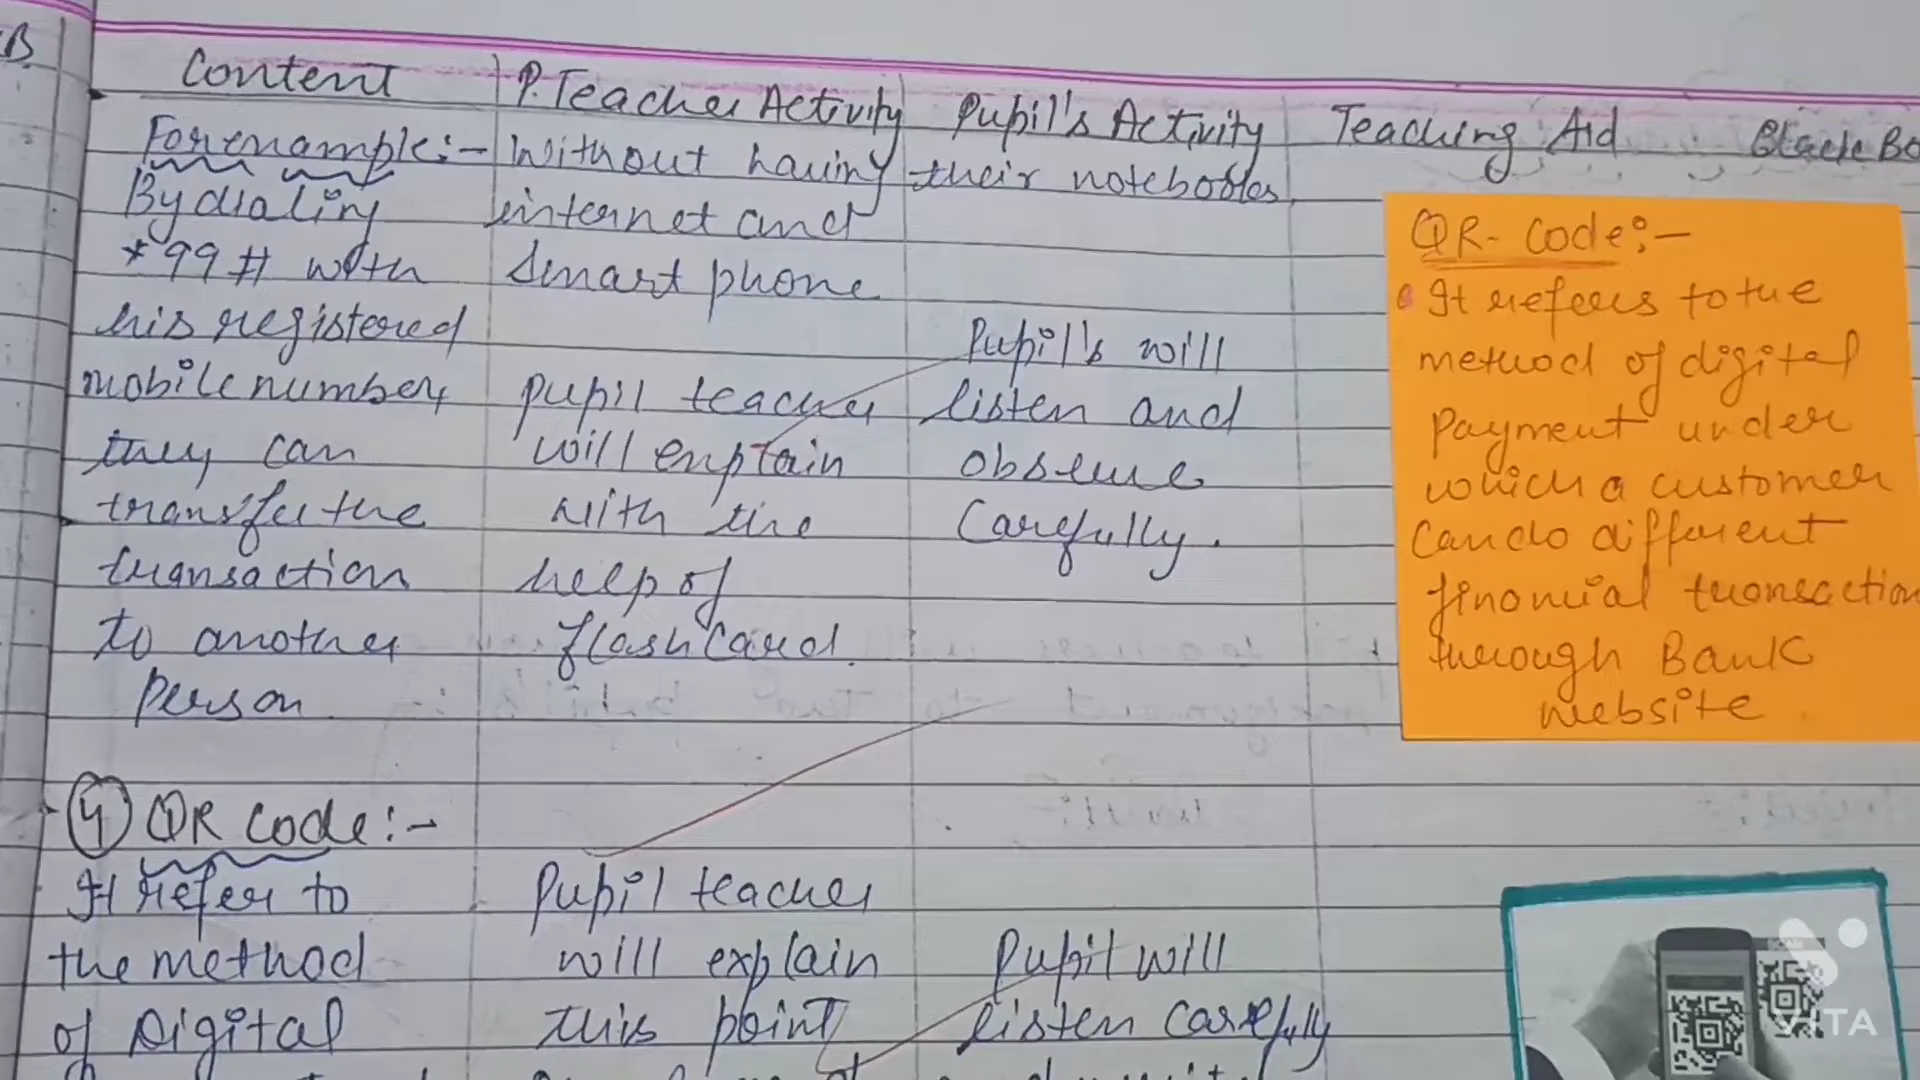 B.
Content
For example:-
By dialing
*99# with
his registered
mobile number,
they can
transfer the
transaction
to another
person
4 QR code:-
It refer to
the method
of Digital
P. Teacher Activity
Without having
internet and
Smart phone
Pupil teacher
will explain
with the
help of
flash card.
Pupil teacher
will explain
this point
Pupil's Activity
their notebooks.
Pupil's will
listen and
observe
Carefully.
Pupil will
listen carefully
Teaching Aid
QR- Code:-
It refers to the
method of digital
Payment under
which a customer
can do different
financial transaction
through Bank
website
Black Bo
VITA